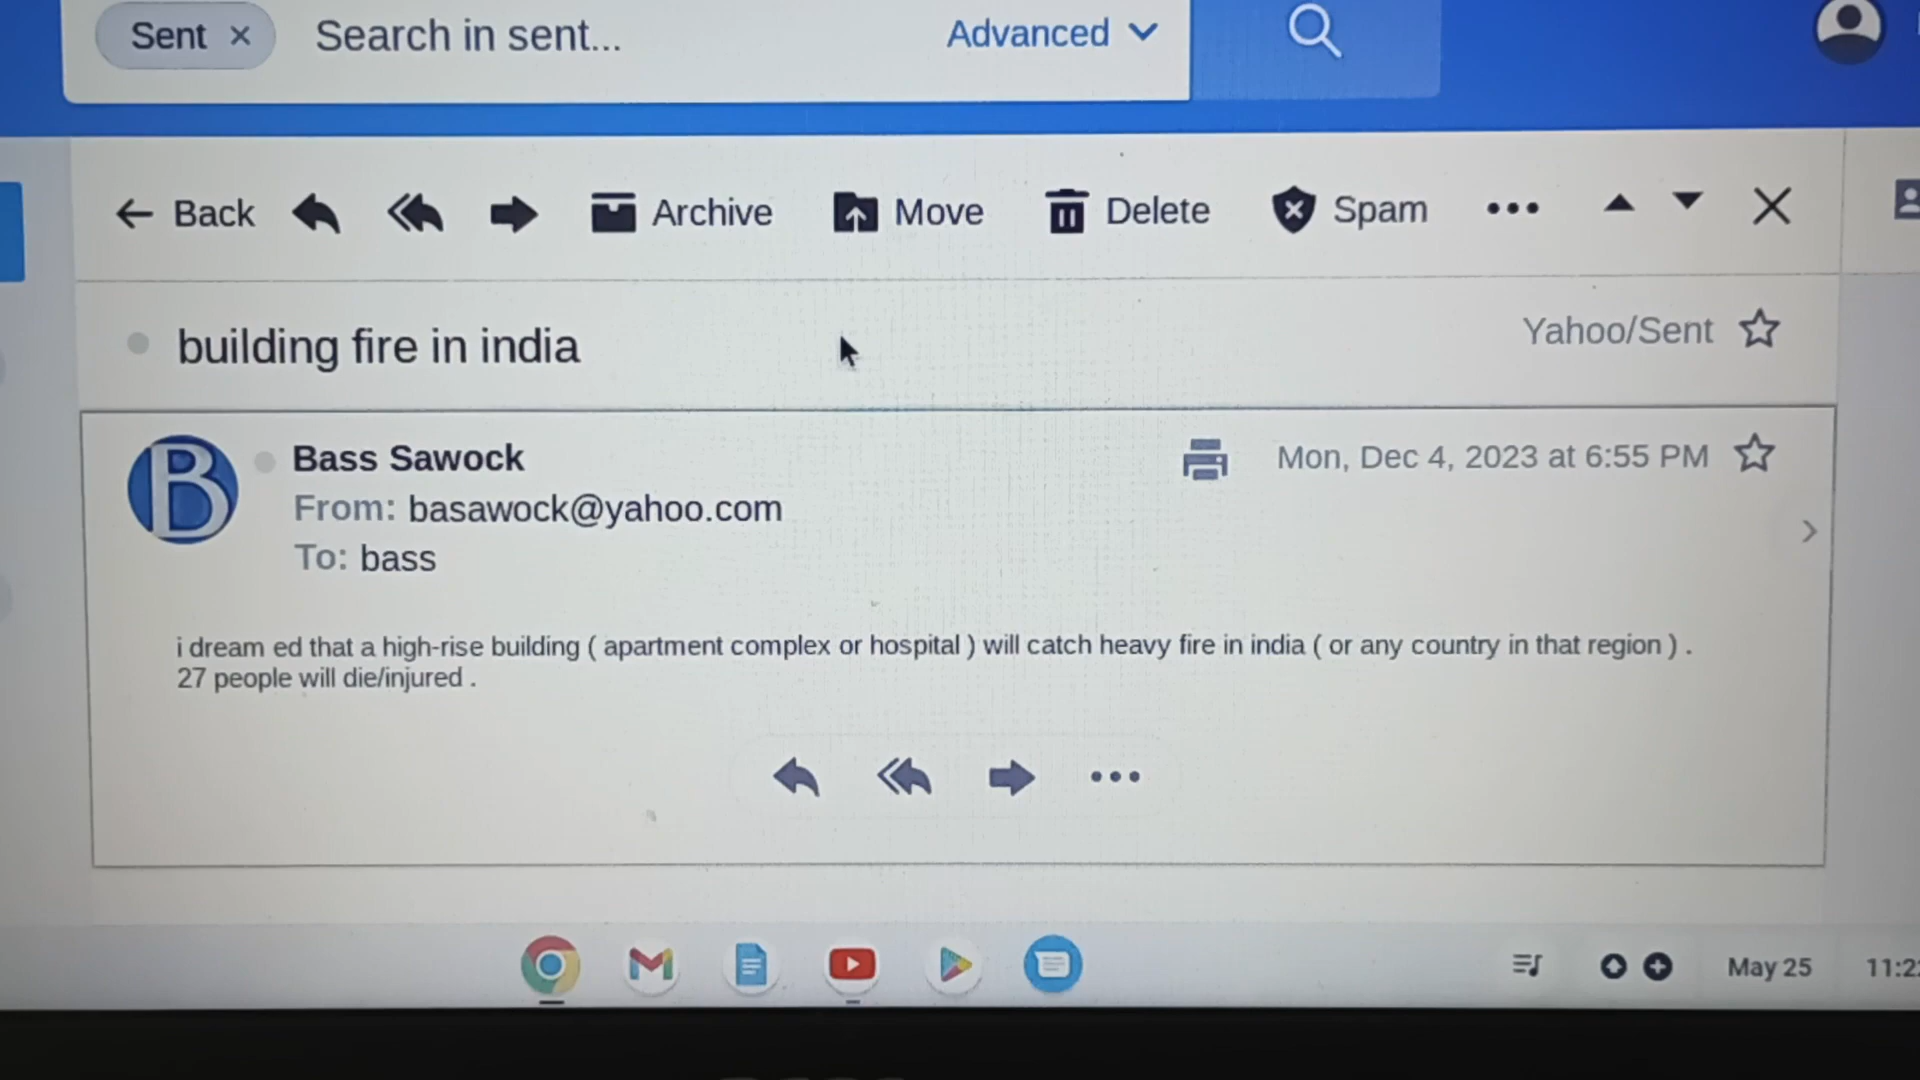 Sent × Search in sent... Advanced
Back Archive Move Delete Spam
building fire in india Yahoo/Sent
B
Bass Sawock Mon, Dec 4, 2023 at 6:55 PM
From: basawock@yahoo.com
To: bass
i dream ed that a high-rise building ( apartment complex or hospital ) will catch heavy fire in india ( or any country in that region ) .
27 people will die/injured .
May 25